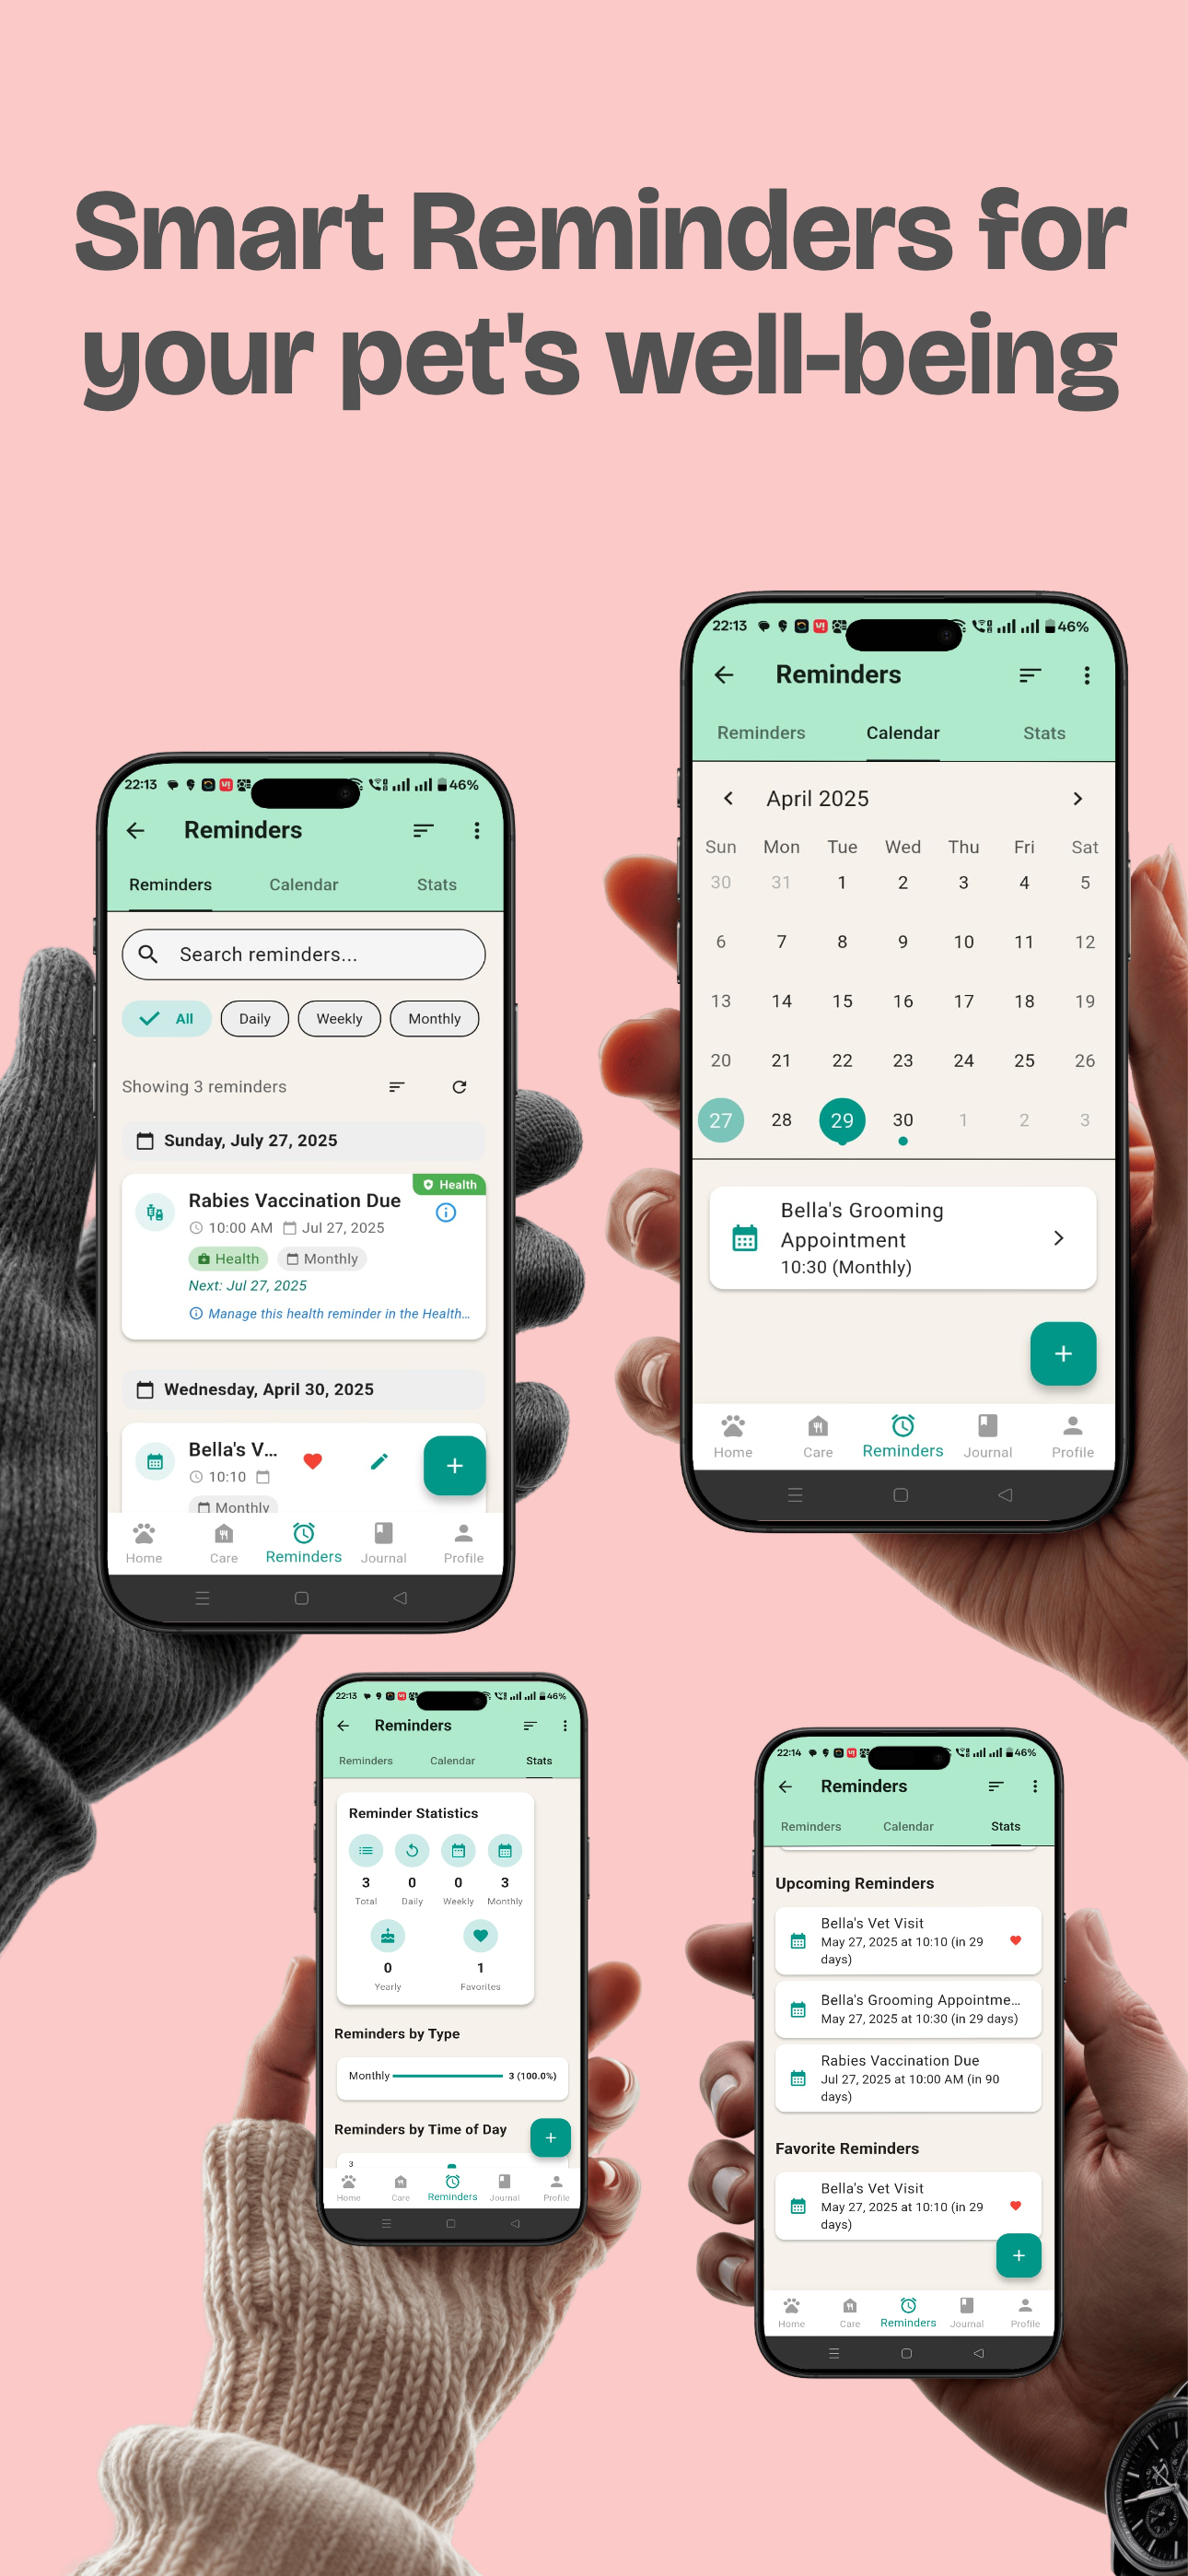 Smart Reminders for
your pet's well-being
22:13
46%
Reminders
Reminders Calendar Stats
April 2025
Sun Mon Tue Wed Thu Fri Sat
30 31 1 2 3 4 5
6 7 8 9 10 11 12
13 14 15 16 17 18 19
20 21 22 23 24 25 26
27 28 29 30 1 2 3
Bella's Grooming
Appointment
10:30 (Monthly)
+
Home Care Reminders Journal Profile
22:13
46%
Reminders
Reminders Calendar Stats
Search reminders...
All Daily Weekly Monthly
Showing 3 reminders
Sunday, July 27, 2025
Health
Rabies Vaccination Due
10:00 AM Jul 27, 2025
Health Monthly
Next: Jul 27, 2025
Manage this health reminder in the Health...
Wednesday, April 30, 2025
Bella's V...
10:10
Monthly
+
Home Care Reminders Journal Profile
22:13
46%
Reminders
Reminders Calendar Stats
Reminder Statistics
3 0 0 3
Total Daily Weekly Monthly
0 1
Yearly Favorites
Reminders by Type
Monthly 3 (100.0%)
Reminders by Time of Day
3
+
Home Care Reminders Journal Profile
22:14
46%
Reminders
Reminders Calendar Stats
Upcoming Reminders
Bella's Vet Visit
May 27, 2025 at 10:10 (in 29
days)
Bella's Grooming Appointme...
May 27, 2025 at 10:30 (in 29 days)
Rabies Vaccination Due
Jul 27, 2025 at 10:00 AM (in 90
days)
Favorite Reminders
Bella's Vet Visit
May 27, 2025 at 10:10 (in 29
days)
+
Home Care Reminders Journal Profile